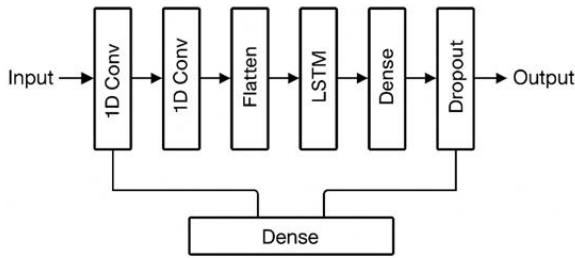 Input
1D Conv
1D Conv
Flatten
LSTM
Dense
Dropout
Output
Dense